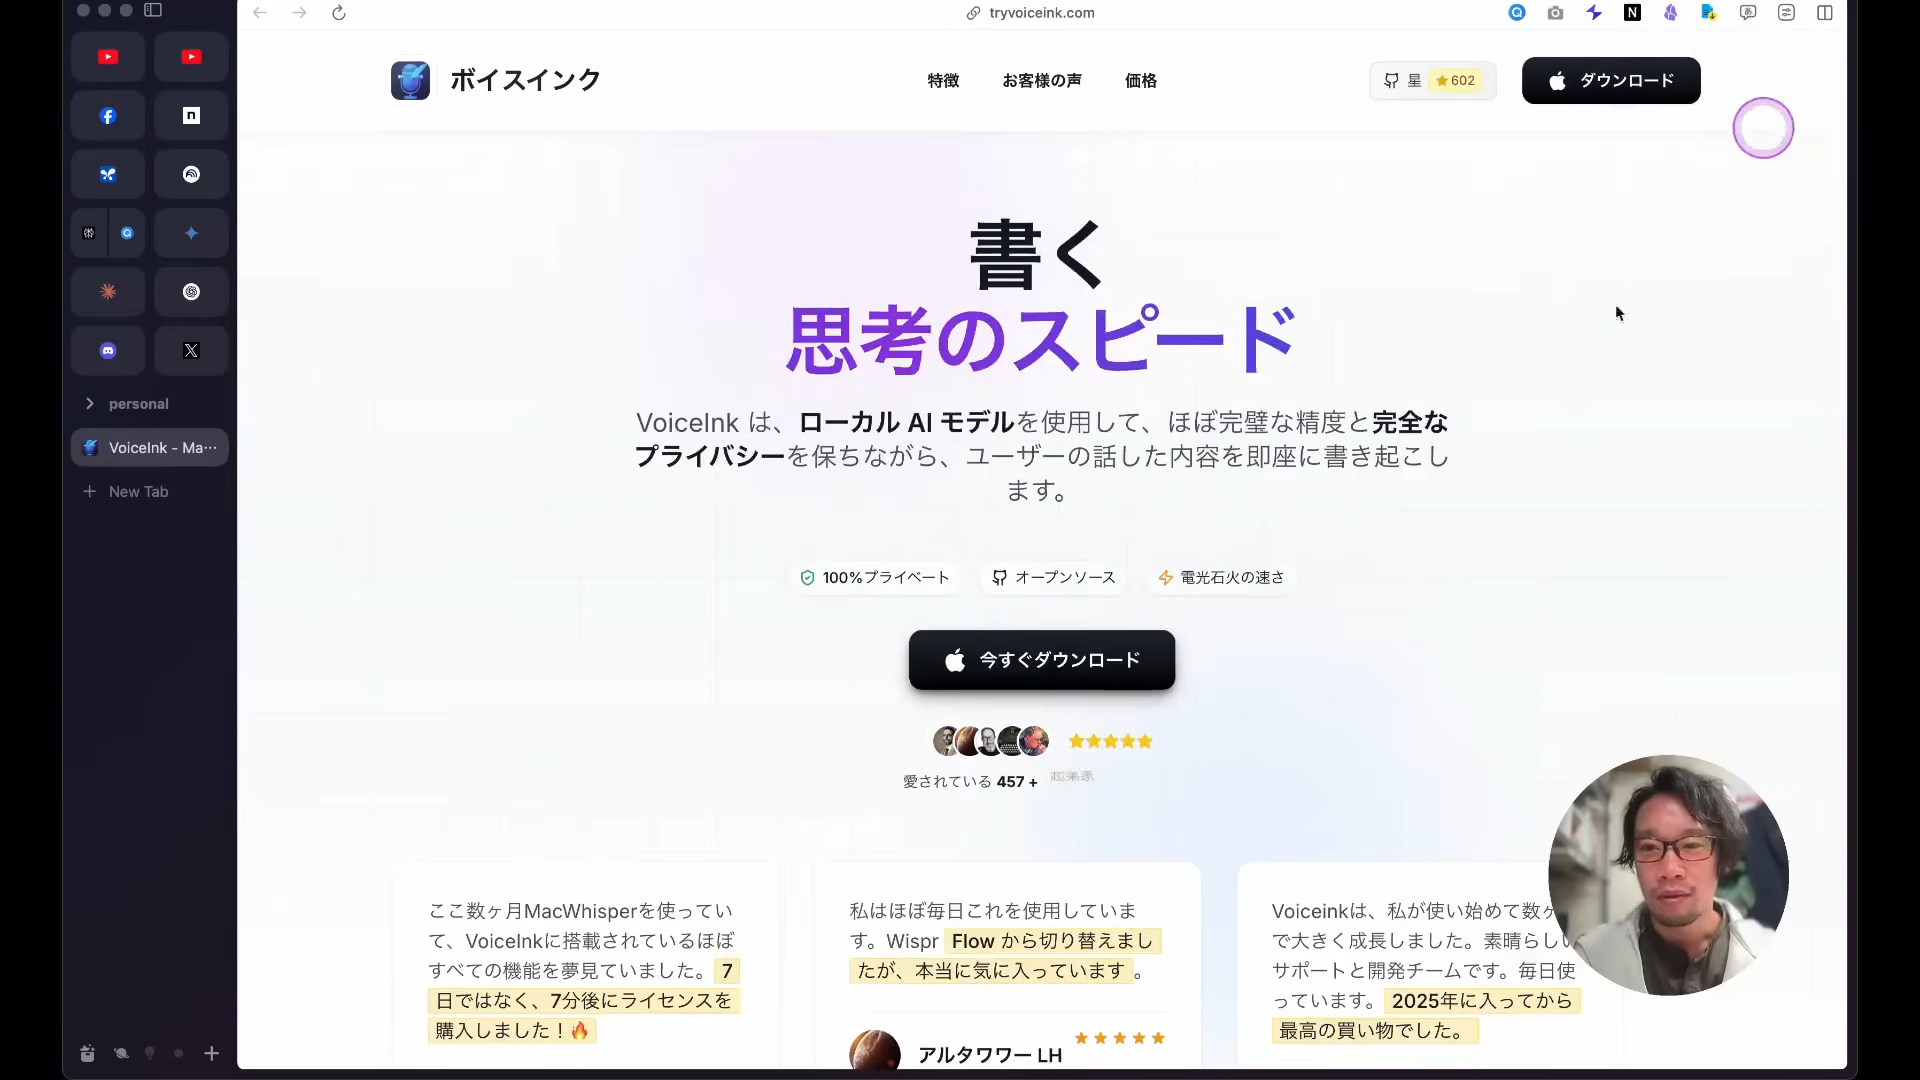 tryvoiceink.com
ボイスインク
特徴
お客様の声
価格
星
602
ダウンロード
personal
VoiceInk - Ma…
New Tab
書く
思考のスピード
VoiceInk は、ローカル AI モデルを使用して、ほぼ完璧な精度と完全な
プライバシーを保ちながら、ユーザーの話した内容を即座に書き起こし
ます。
100%プライベート
オープンソース
電光石火の速さ
今すぐダウンロード
愛されている 457 +
ここ数ヶ月MacWhisperを使ってい
て、VoiceInkに搭載されているほぼ
すべての機能を夢見ていました。7
日ではなく、7分後にライセンスを
購入しました！🔥
私はほぼ毎日これを使用していま
す。Wispr Flow から切り替えまし
たが、本当に気に入っています。
アルタワワー LH
Voiceinkは、私が使い始めて数ヶ
で大きく成長しました。素晴らしい
サポートと開発チームです。毎日使
っています。2025年に入ってから
最高の買い物でした。